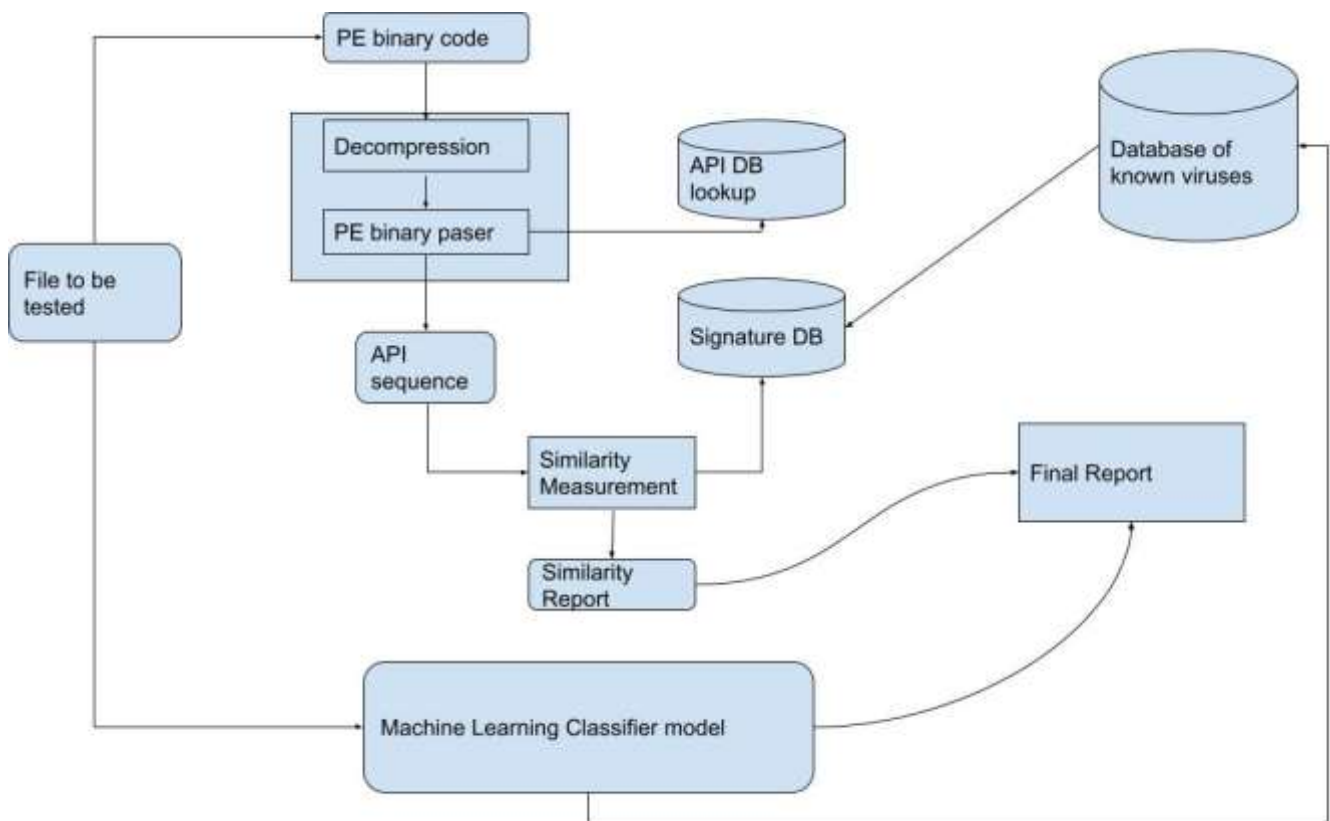 PE binary code
Decompression
PE binary paser
API DB
lookup
Database of
known viruses
File to be
tested
API
sequence
Signature DB
Similarity
Measurement
Final Report
Similarity
Report
Machine Learning Classifier model